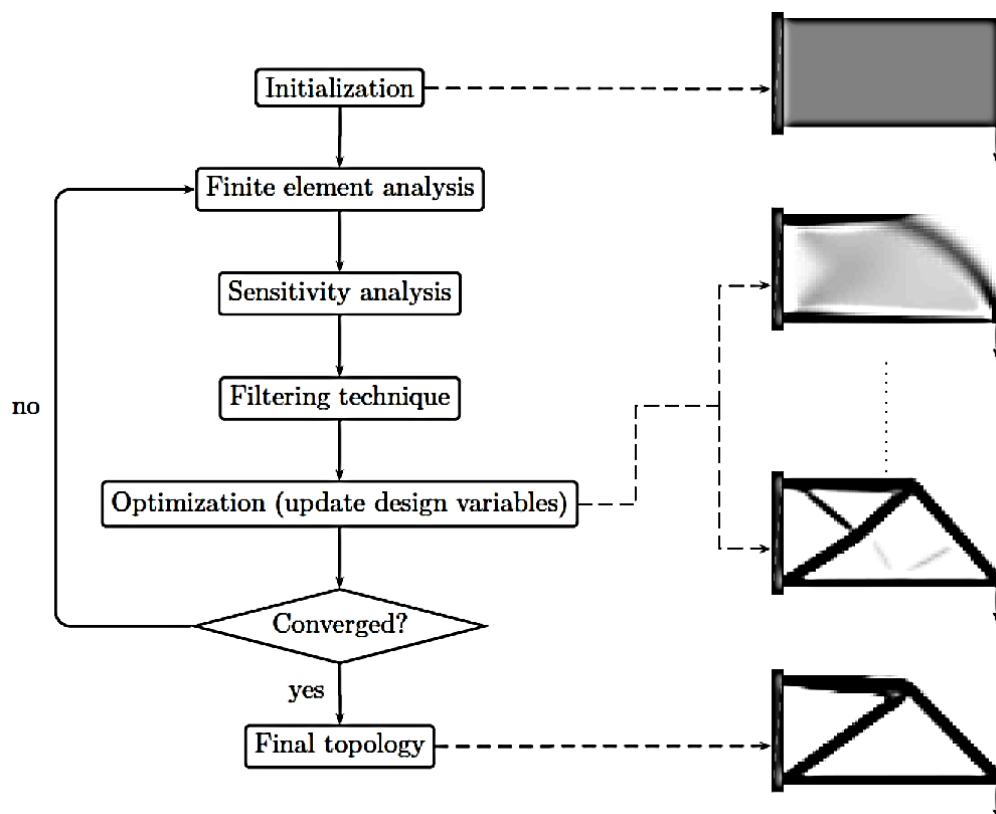 Initialization
Finite element analysis
Sensitivity analysis
Filtering technique
no
Optimization (update design variables)
Converged?
yes
Final topology